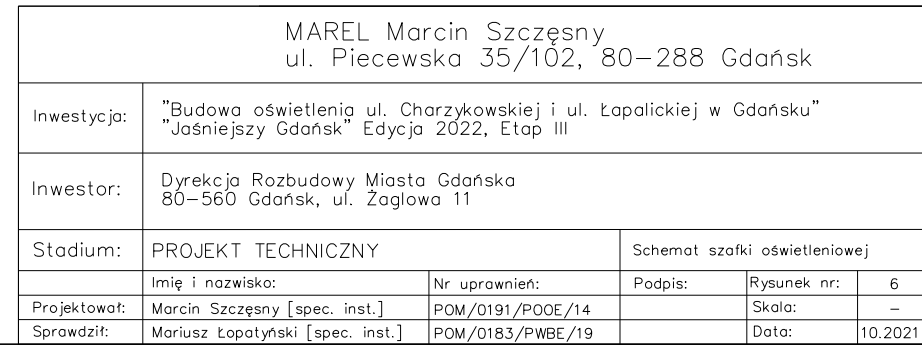 MAREL Marcin Szczęsny
ul. Piecewska 35/102, 80-288 Gdańsk
Inwestycja: "Budowa oświetlenia ul. Charzykowskiej i ul. Łapalickiej w Gdańsku"
"Jaśniejszy Gdańsk" Edycja 2022, Etap III
Inwestor: Dyrekcja Rozbudowy Miasta Gdańska
80-560 Gdańsk, ul. Żaglowa 11
Stadium: PROJEKT TECHNICZNY Schemat szafki oświetleniowej
Imię i nazwisko: Nr uprawnień: Podpis: Rysunek nr: 6
Projektował: Marcin Szczęsny [spec. inst.] POM/0191/POOE/14 Skala: -
Sprawdził: Mariusz Łopatyński [spec. inst.] POM/0183/PWBE/19 Data: 10.2021